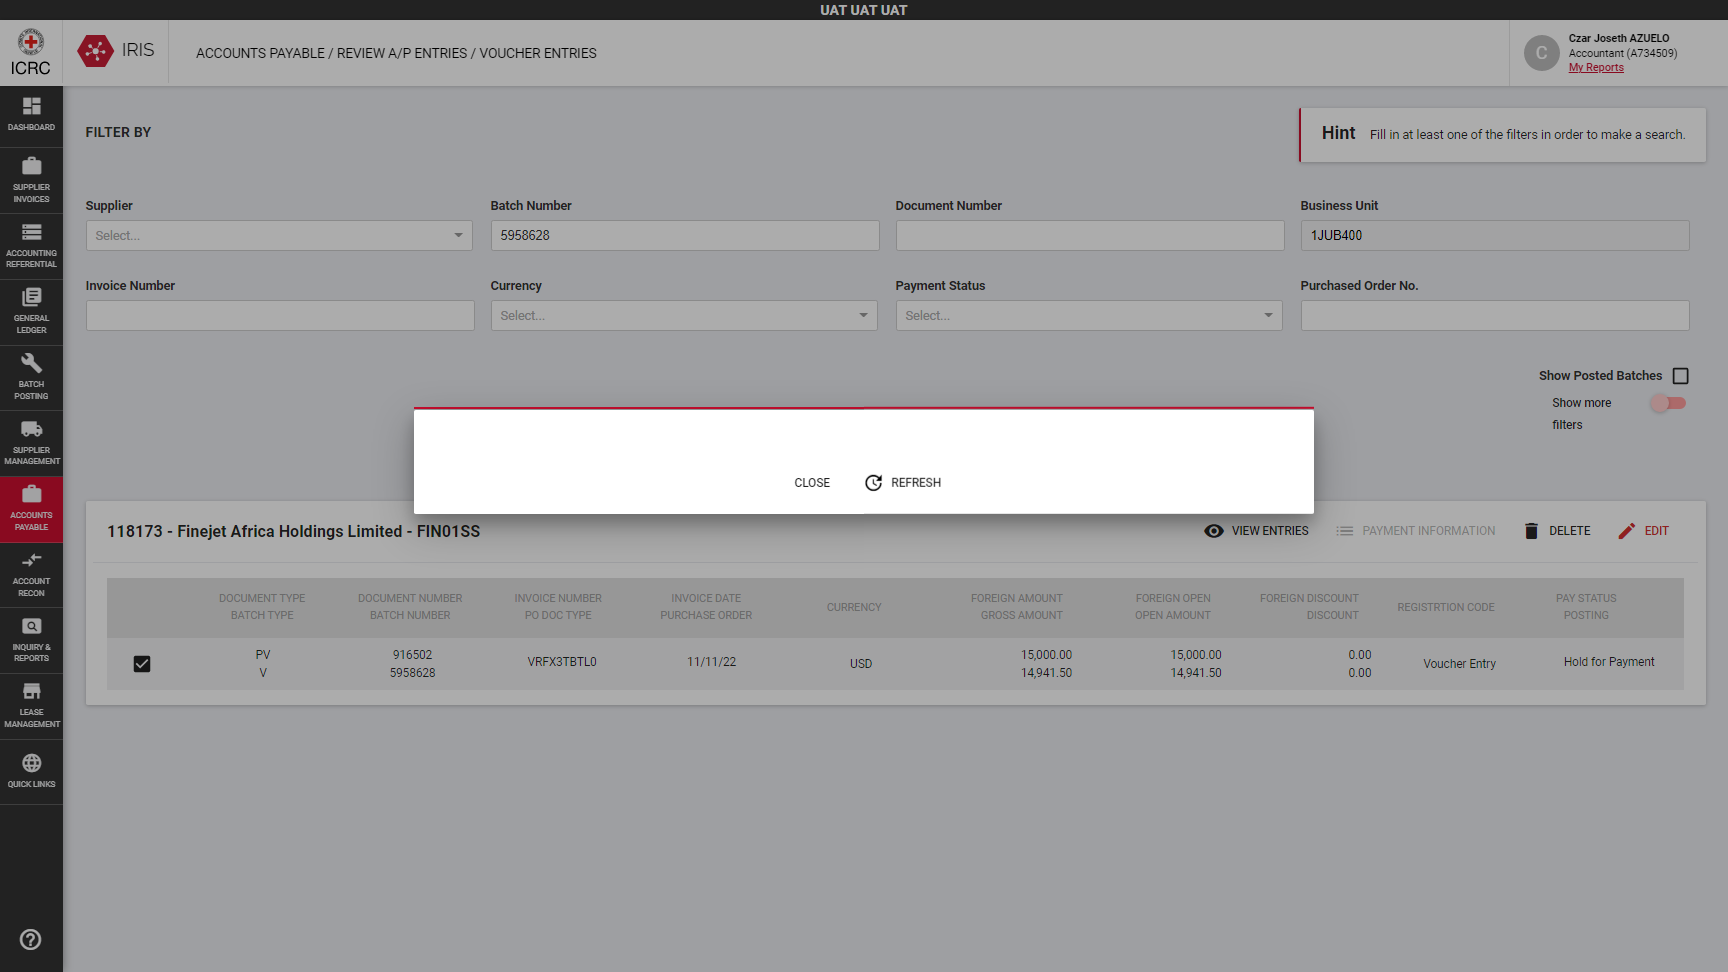 UAT UAT UAT
ICRC
IRIS
ACCOUNTS PAYABLE / REVIEW A/P ENTRIES / VOUCHER ENTRIES
C
Czar Joseth AZUELO
Accountant (A734509)
My Reports
DASHBOARD
SUPPLIER
INVOICES
ACCOUNTING
REFERENTIAL
GENERAL
LEDGER
BATCH
POSTING
SUPPLIER
MANAGEMENT
ACCOUNTS
PAYABLE
ACCOUNT
RECON
INQUIRY &
REPORTS
LEASE
MANAGEMENT
QUICK LINKS
FILTER BY
Hint Fill in at least one of the filters in order to make a search.
Supplier Batch Number Document Number Business Unit
Select... 5958628 1JUB400
Invoice Number Currency Payment Status Purchased Order No.
Select... Select...
Show Posted Batches
Show more
filters
CLOSE REFRESH
118173 - Finejet Africa Holdings Limited - FIN01SS
VIEW ENTRIES PAYMENT INFORMATION DELETE EDIT
DOCUMENT TYPE DOCUMENT NUMBER INVOICE NUMBER INVOICE DATE CURRENCY FOREIGN AMOUNT FOREIGN OPEN FOREIGN DISCOUNT REGISTRTION CODE PAY STATUS
BATCH TYPE BATCH NUMBER PO DOC TYPE PURCHASE ORDER GROSS AMOUNT OPEN AMOUNT DISCOUNT POSTING
PV 916502 VRFX3TBTL0 11/11/22 USD 15,000.00 15,000.00 0.00 Voucher Entry Hold for Payment
V 5958628 14,941.50 14,941.50 0.00